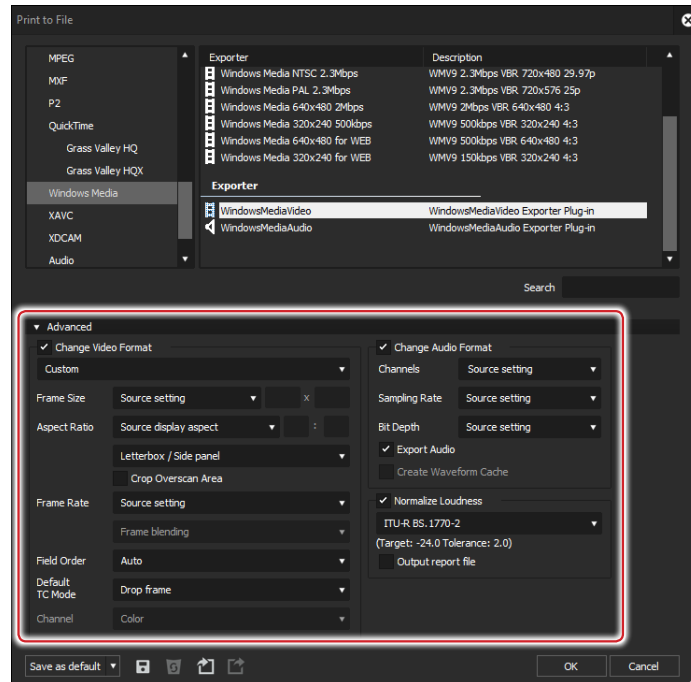 Print to File
MPEG
MXF
P2
QuickTime
Grass Valley HQ
Grass Valley HQX
Windows Media
XAVC
XDCAM
Audio
Exporter Description
Windows Media NTSC 2.3Mbps WMV9 2.3Mbps VBR 720x480 29.97p
Windows Media PAL 2.3Mbps WMV9 2.3Mbps VBR 720x576 25p
Windows Media 640x480 2Mbps WMV9 2Mbps VBR 640x480 4:3
Windows Media 320x240 500kbps WMV9 500kbps VBR 320x240 4:3
Windows Media 640x480 for WEB WMV9 500kbps VBR 640x480 4:3
Windows Media 320x240 for WEB WMV9 150kbps VBR 320x240 4:3
Exporter
WindowsMediaVideo WindowsMediaVideo Exporter Plug-in
WindowsMediaAudio WindowsMediaAudio Exporter Plug-in
Search
Advanced
Change Video Format
Custom
Frame Size Source setting x
Aspect Ratio Source display aspect :
Letterbox / Side panel
Crop Overscan Area
Frame Rate Source setting
Frame blending
Field Order Auto
Default
TC Mode Drop frame
Channel Color
Change Audio Format
Channels Source setting
Sampling Rate Source setting
Bit Depth Source setting
Export Audio
Create Waveform Cache
Normalize Loudness
ITU-R BS.1770-2
(Target: -24.0 Tolerance: 2.0)
Output report file
Save as default OK Cancel